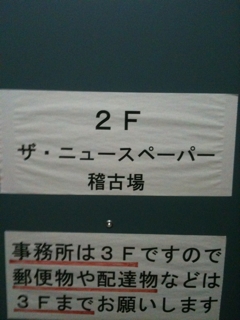 ２Ｆ
ザ・ニュースペーパー
稽古場
事務所は３Ｆですので
郵便物や配達物などは
３Ｆまでお願いします